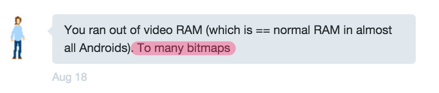 You ran out of video RAM (which is == normal RAM in almost
all Androids). To many bitmaps
Aug 18